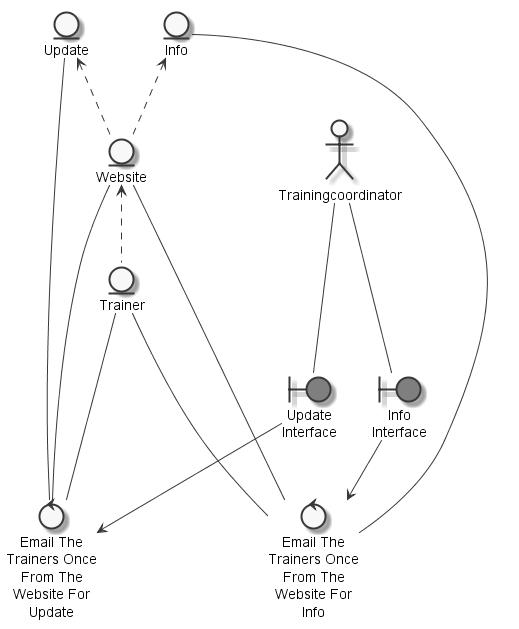 Update
Info
Website
Trainingcoordinator
Trainer
Update
Interface
Info
Interface
Email The
Trainers Once
From The
Website For
Update
Email The
Trainers Once
From The
Website For
Info